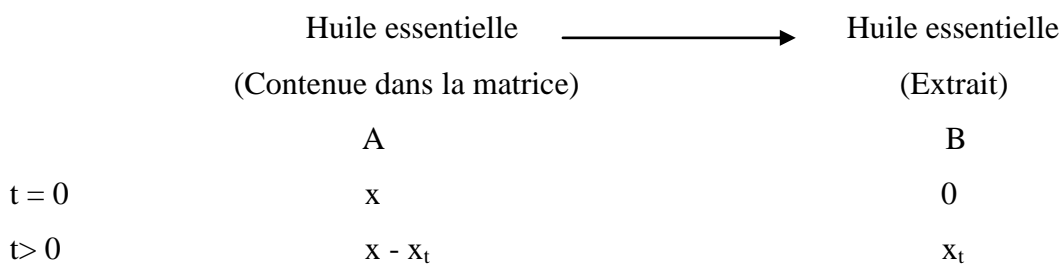 Huile essentielle Huile essentielle
(Contenue dans la matrice) (Extrait)
A B
t = 0 x 0
t> 0 x - xt xt